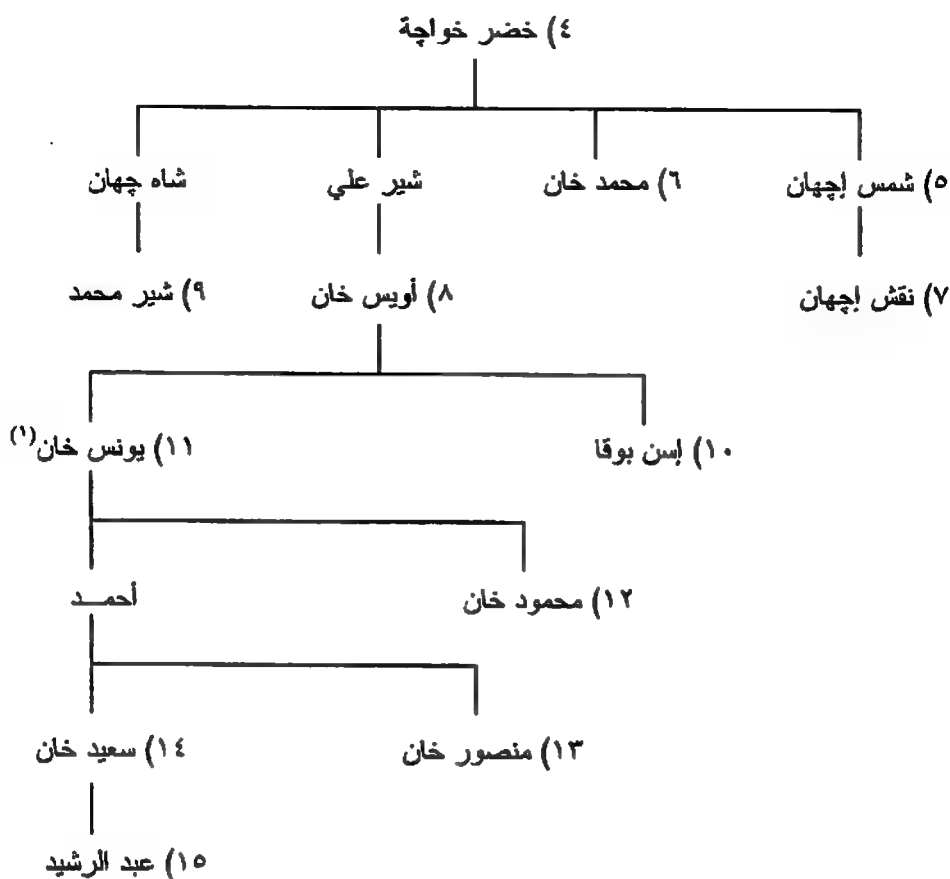 ٤) خضر خواچة
٥) شمس إچهان ٦) محمد خان شير علي شاه چهان
٧) نقش إچهان ٨) أويس خان ٩) شير محمد
١٠) إسن بوقا ١١) يونس خان(١)
١٢) محمود خان أحمـــد
١٣) منصور خان ١٤) سعيد خان
١٥) عبد الرشيد